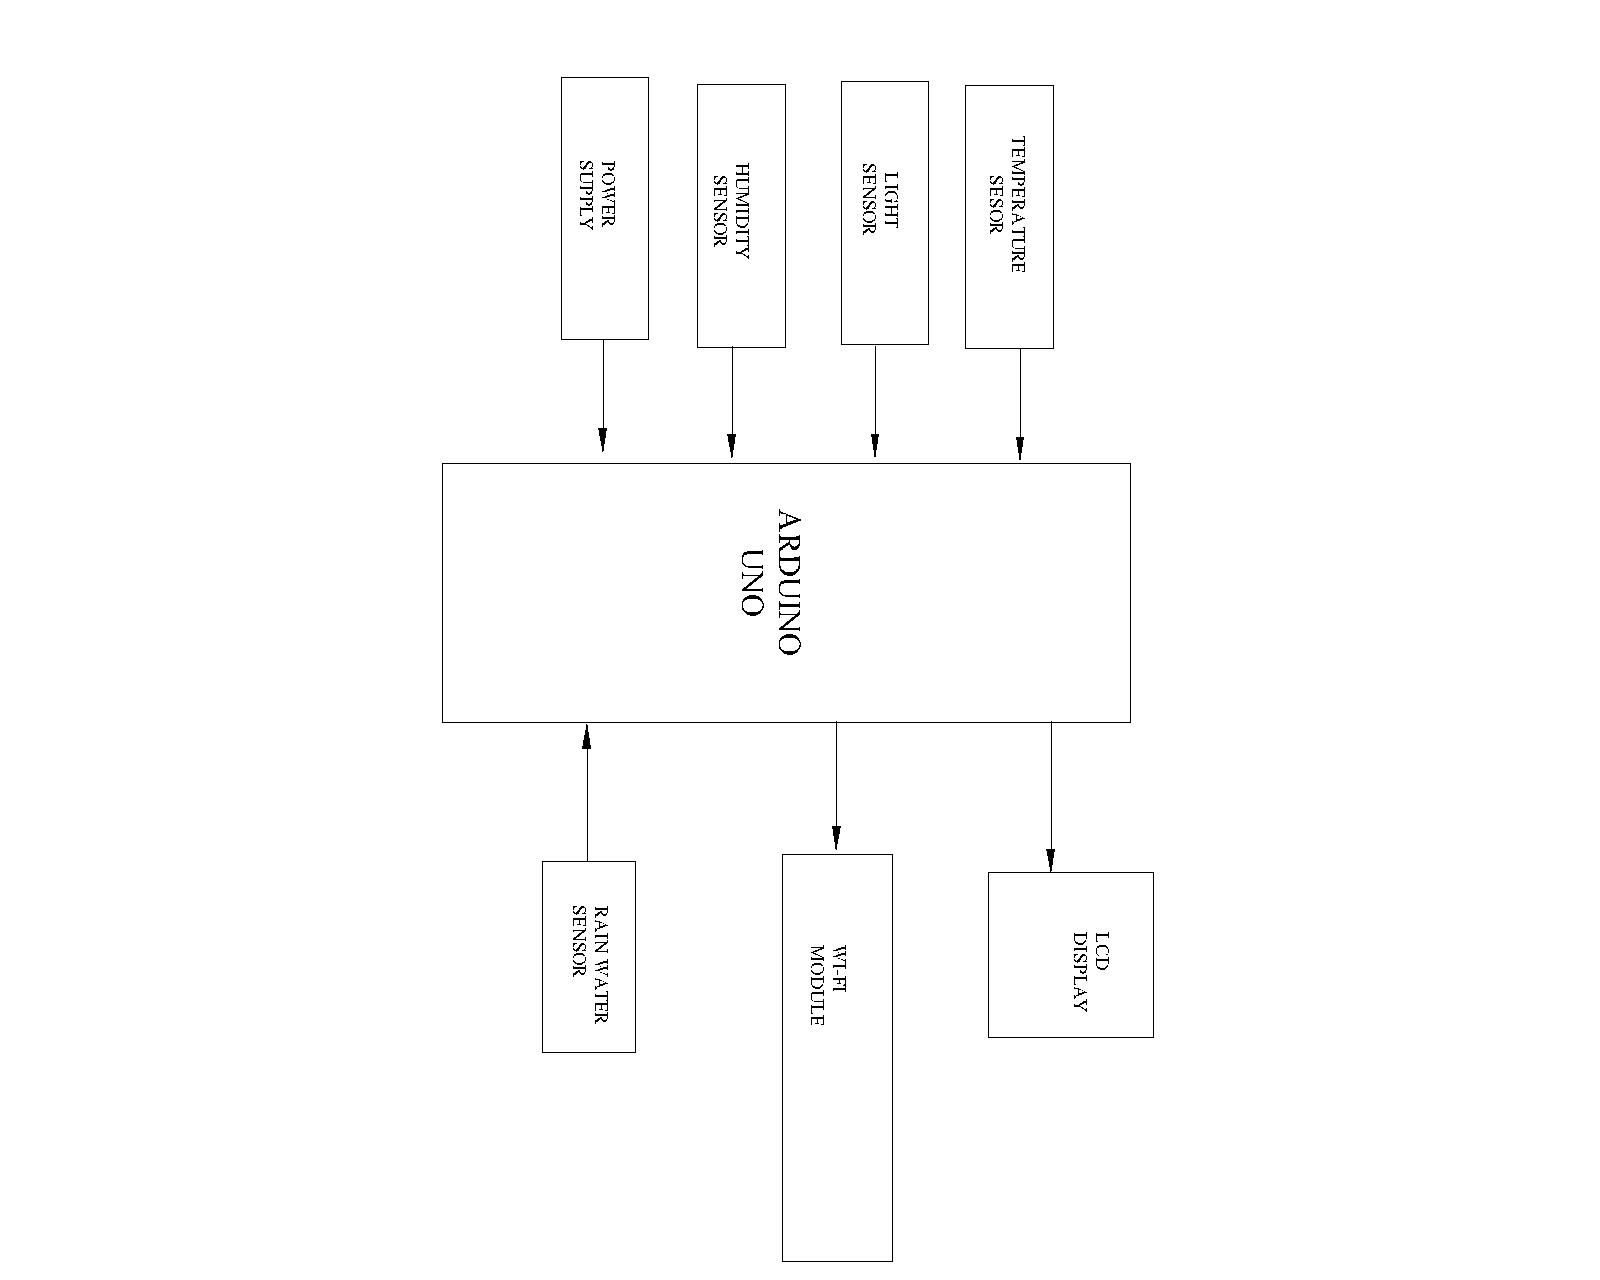 POWER
SUPPLY
HUMIDITY
SENSOR
LIGHT
SENSOR
TEMPERATURE
SESOR
ARDUINO
UNO
RAIN WATER
SENSOR
WI-FI
MODULE
LCD
DISPLAY